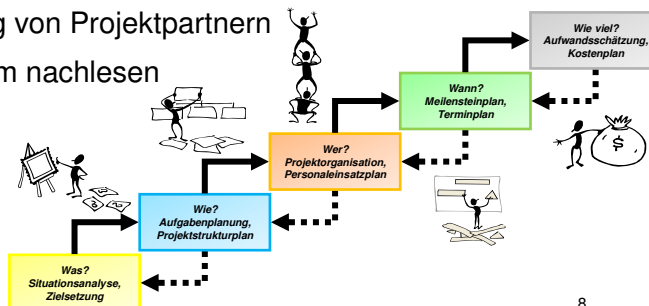 g von Projektpartnern
m nachlesen
Wie viel?
Aufwandsschätzung,
Kostenplan
Wann?
Meilensteinplan,
Terminplan
Wer?
Projektorganisation,
Personaleinsatzplan
$
Wie?
Aufgabenplanung,
Projektstrukturplan
Was?
Situationsanalyse,
Zielsetzung
8